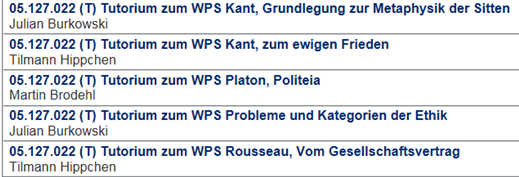 05.127.022 (T) Tutorium zum WPS Kant, Grundlegung zur Metaphysik der Sitten
Julian Burkowski
05.127.022 (T) Tutorium zum WPS Kant, zum ewigen Frieden
Tilmann Hippchen
05.127.022 (T) Tutorium zum WPS Platon, Politeia
Martin Brodehl
05.127.022 (T) Tutorium zum WPS Probleme und Kategorien der Ethik
Julian Burkowski
05.127.022 (T) Tutorium zum WPS Rousseau, Vom Gesellschaftsvertrag
Tilmann Hippchen